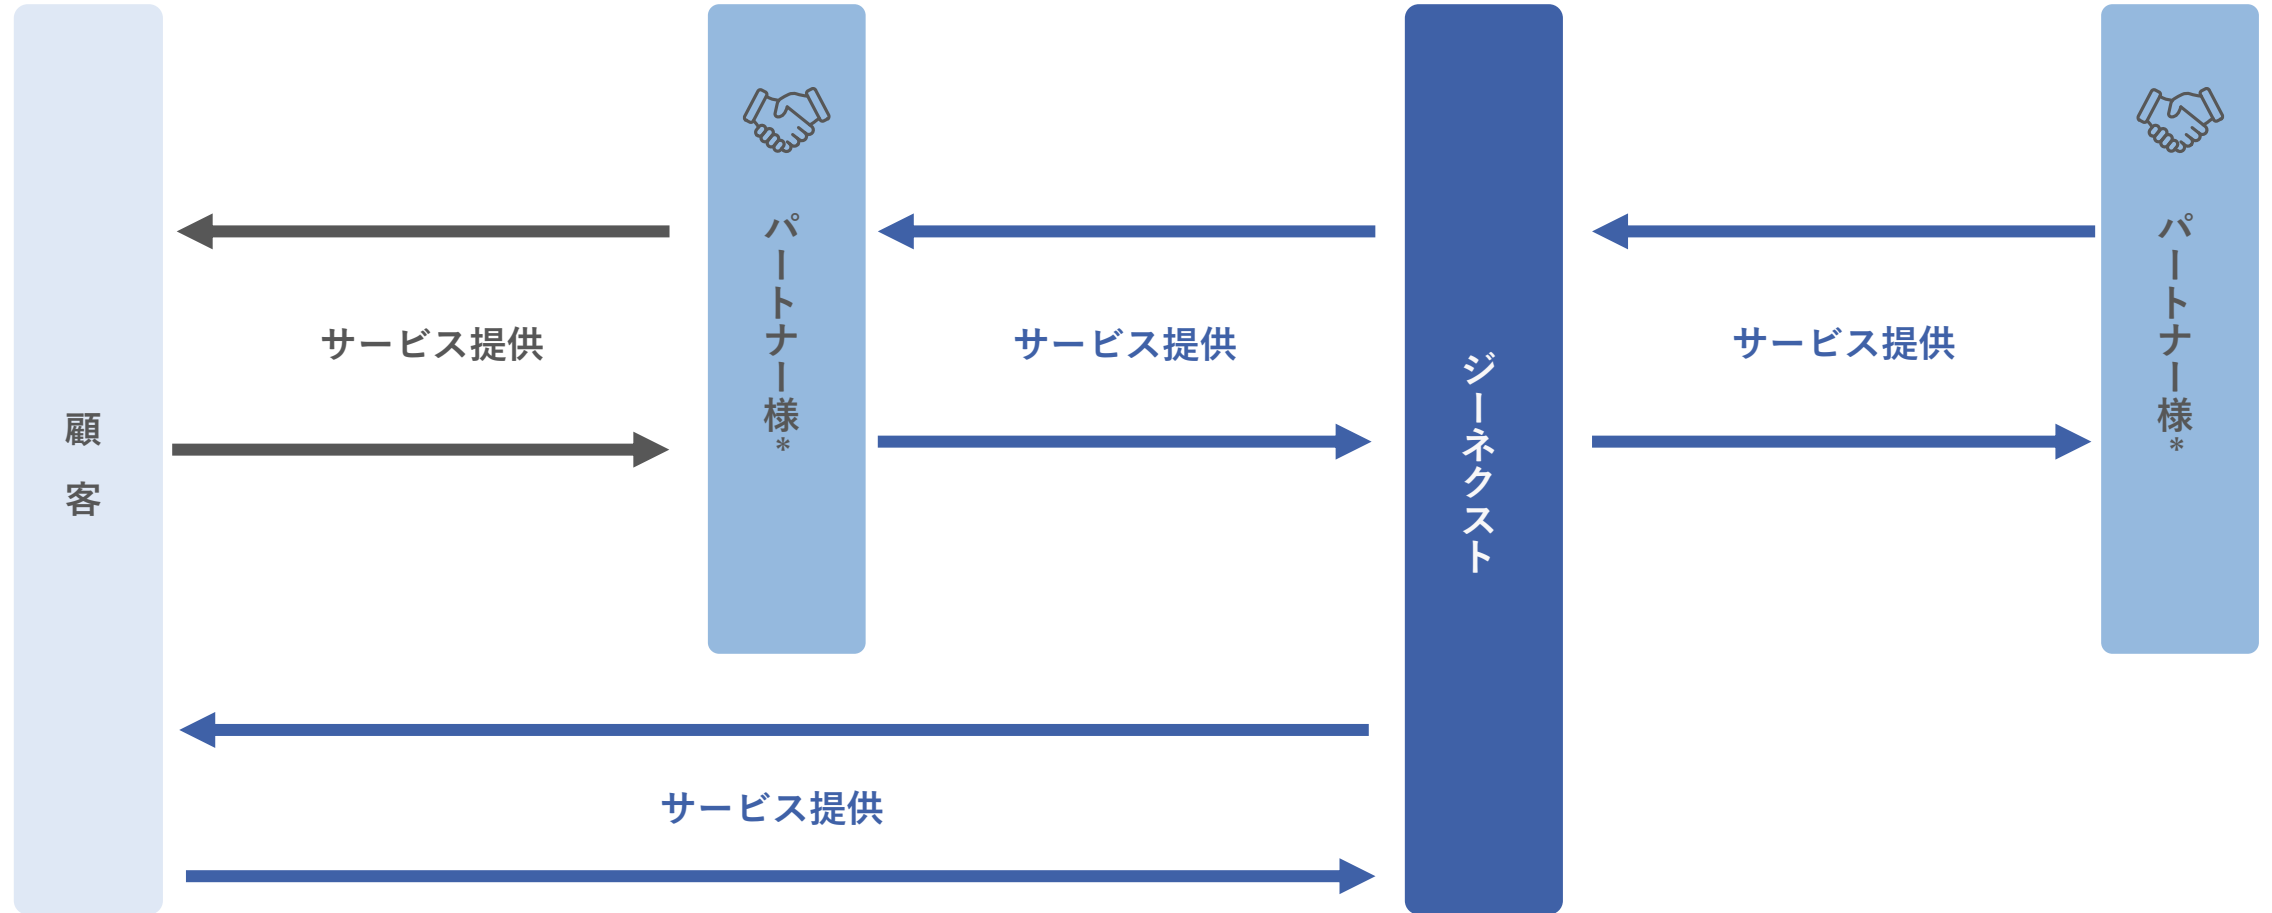 顧客
サービス提供
パートナー様*
サービス提供
ジーネクスト
サービス提供
パートナー様*
サービス提供